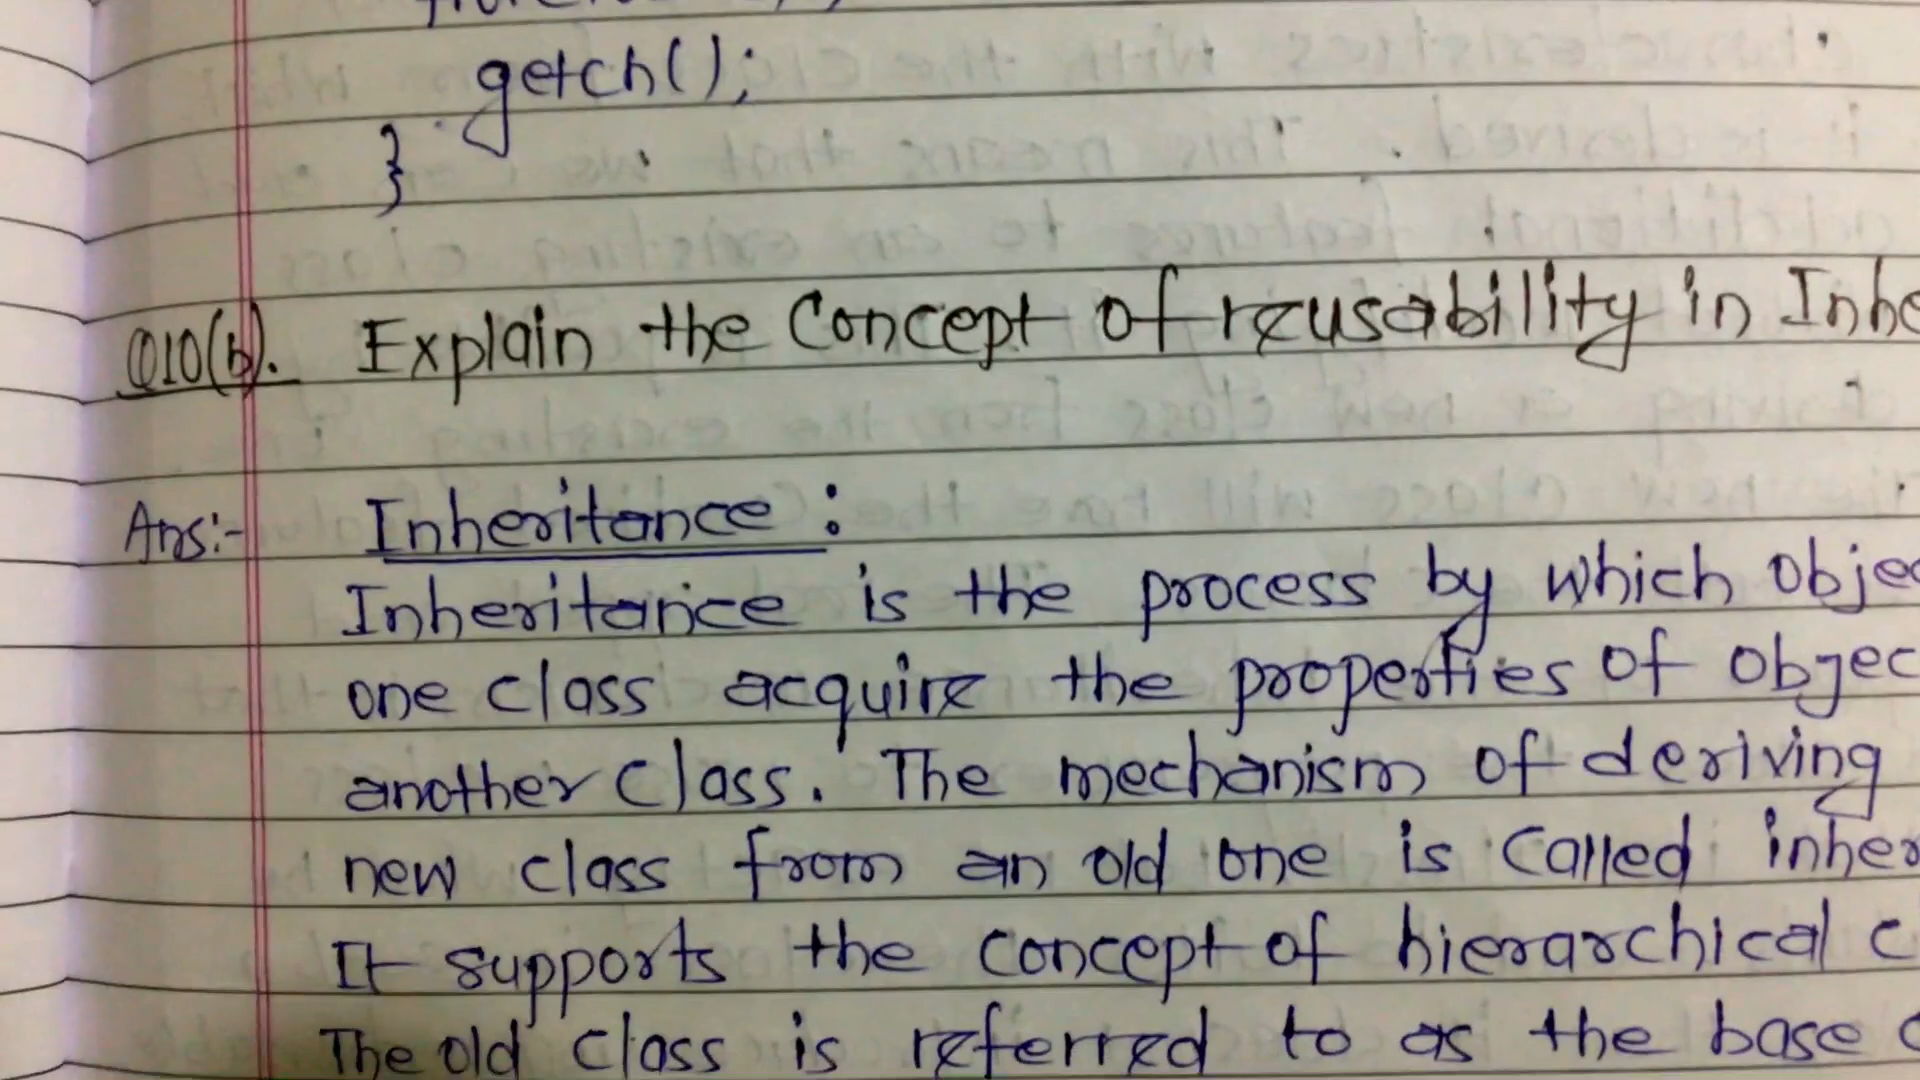 getch();
}
Q10(b). Explain the Concept of reusability in Inhe
Ans:- Inheritance :
Inheritance is the process by which obje
one class acquire the properties of objec
another class. The mechanism of deriving
new class from an old one is called inher
It supports the concept of hierarchical c
The old class is referred to as the base c